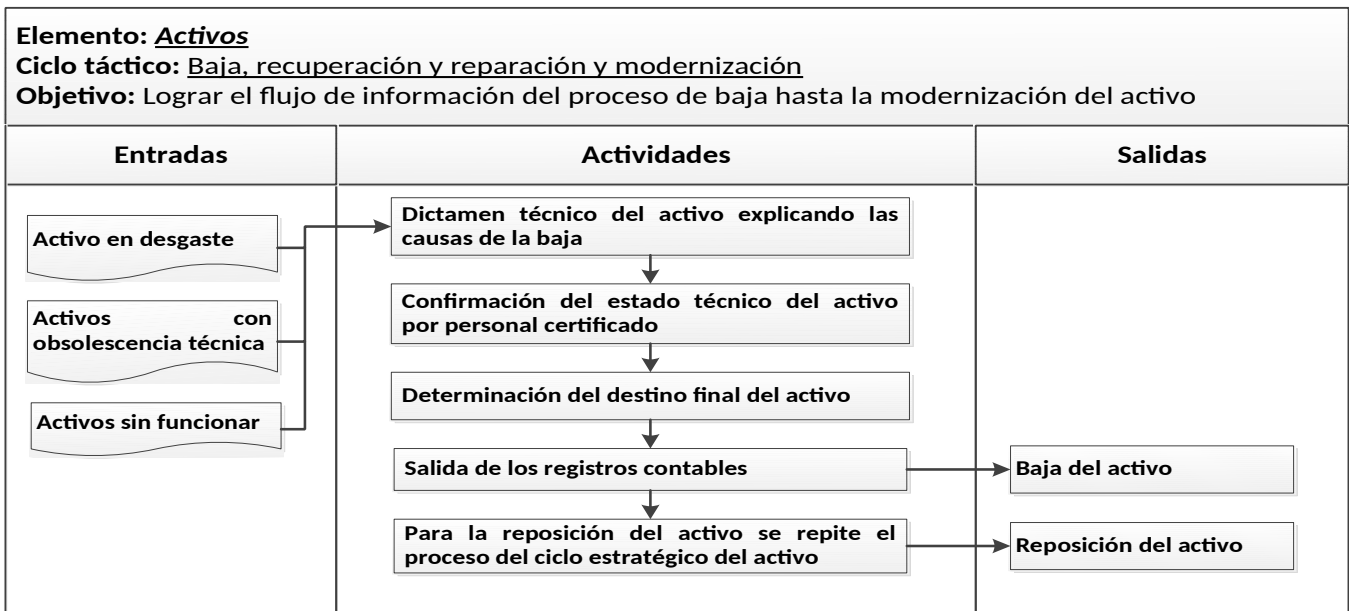 Elemento: Activos
Ciclo táctico: Baja, recuperación y reparación y modernización
Objetivo: Lograr el flujo de información del proceso de baja hasta la modernización del activo
Entradas
Actividades
Salidas
Activo en desgaste
Activos con
obsolescencia técnica
Activos sin funcionar
Dictamen técnico del activo explicando las
causas de la baja
Confirmación del estado técnico del activo
por personal certificado
Determinación del destino final del activo
Salida de los registros contables
Para la reposición del activo se repite el
proceso del ciclo estratégico del activo
Baja del activo
Reposición del activo